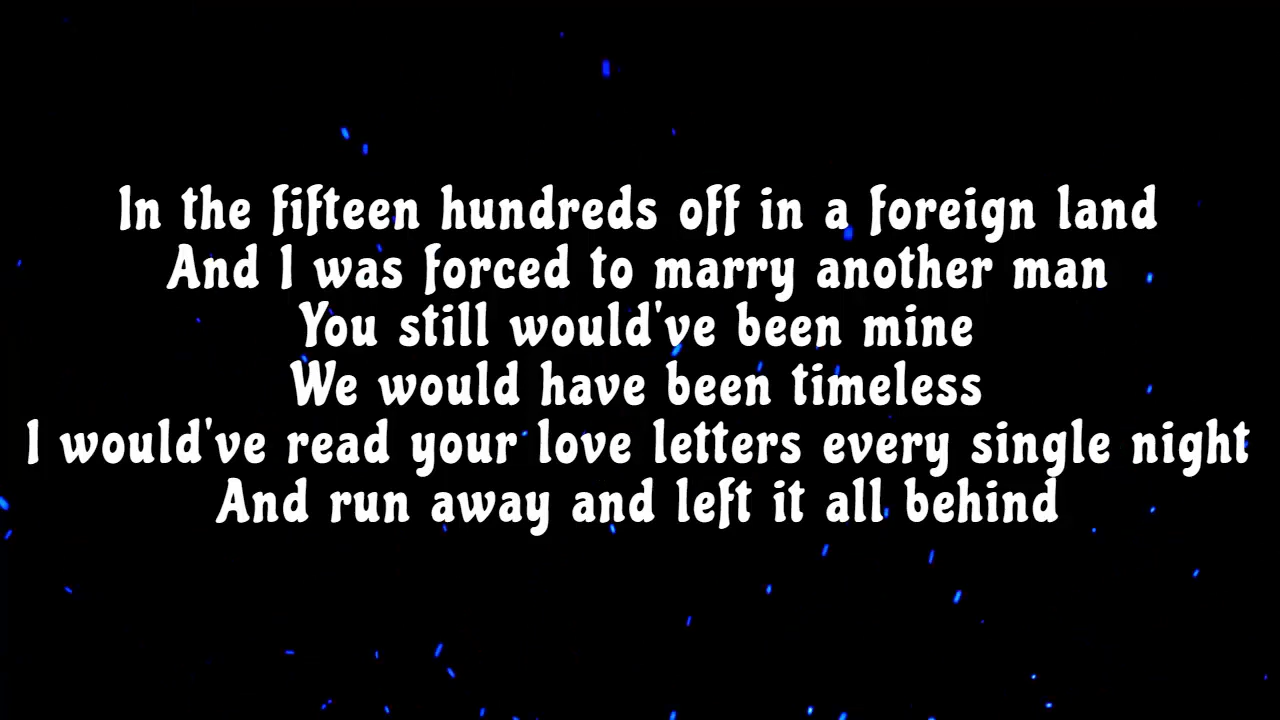 In the fifteen hundreds off in a foreign land
And I was forced to marry another man
You still would've been mine
We would have been timeless
I would've read your love letters every single night
And run away and left it all behind